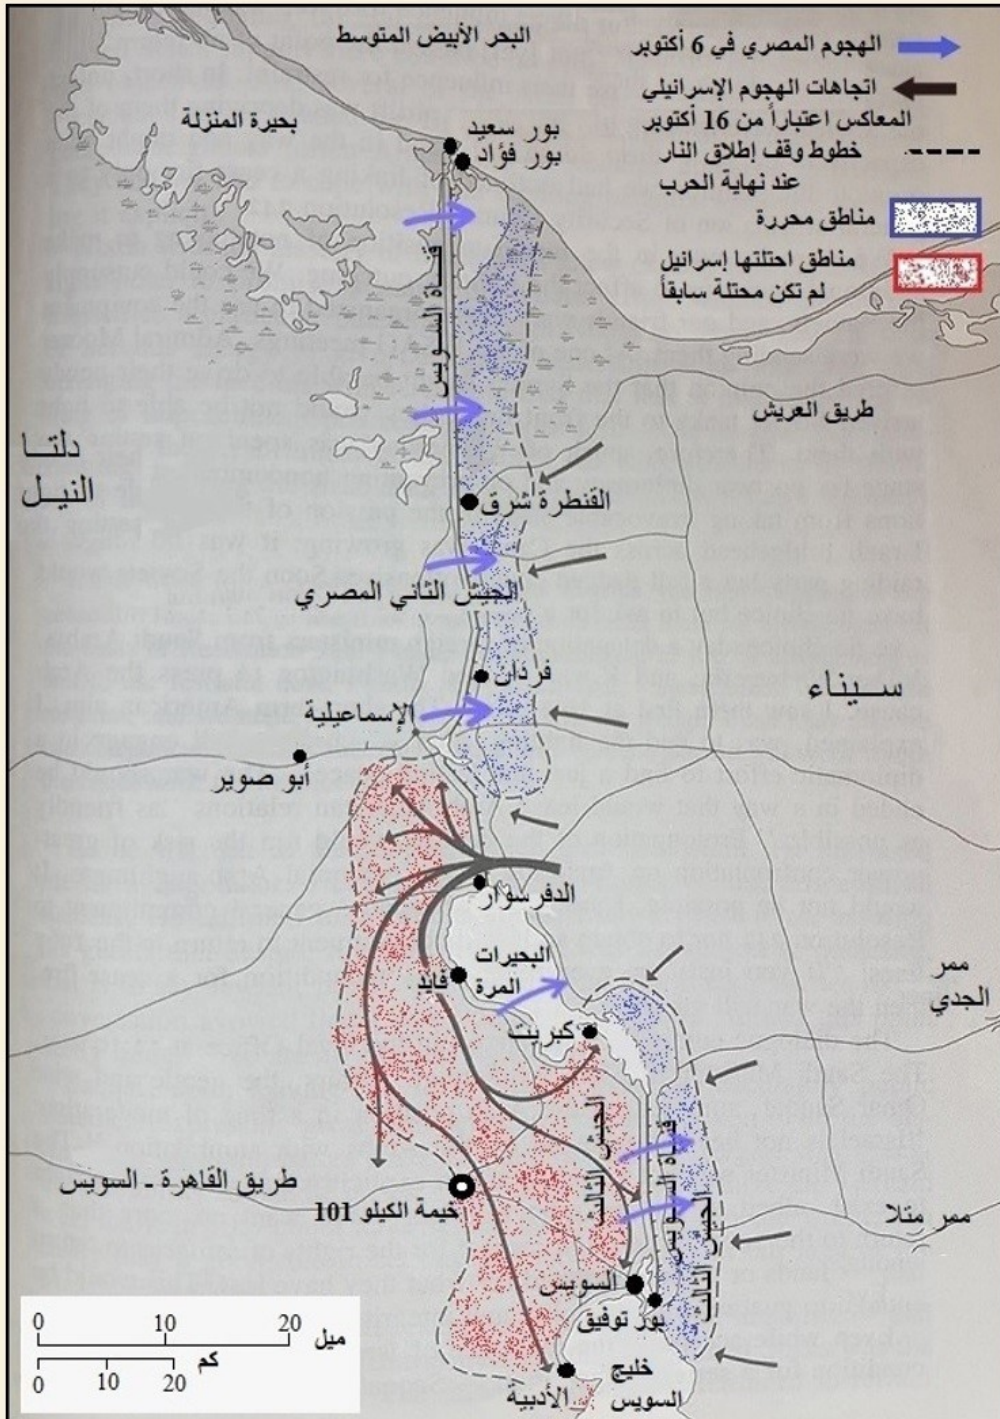 البحر الأبيض المتوسط
الهجوم المصري في 6 أكتوبر
اتجاهات الهجوم الإسرائيلي
المعاكس اعتباراً من 16 أكتوبر
خطوط وقف إطلاق النار
عند نهاية الحرب
مناطق محررة
مناطق احتلتها إسرائيل
لم تكن محتلة سابقاً
بحيرة المنزلة
بور سعيد
بور فؤاد
قناة السويس
طريق العريش
دلتا
النيل
القنطرة شرق
الجيش الثاني المصري
فردان
سيناء
الإسماعيلية
أبو صوير
الدفرسوار
البحيرات
المرة
فايد
ممر
الجدي
كبريت
الجيش الثالث
قناة السويس
الجيش الثالث
طريق القاهرة - السويس
خيمة الكيلو 101
ممر متلا
السويس
بور توفيق
خليج
السويس
الأدبية
0 10 20 ميل
كم
0 10 20